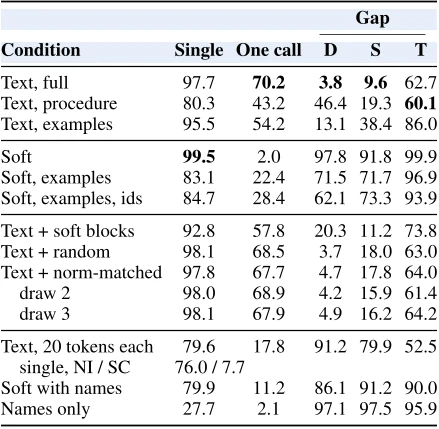 Gap
Condition Single One call D S T
Text, full 97.7 70.2 3.8 9.6 62.7
Text, procedure 80.3 43.2 46.4 19.3 60.1
Text, examples 95.5 54.2 13.1 38.4 86.0
Soft 99.5 2.0 97.8 91.8 99.9
Soft, examples 83.1 22.4 71.5 71.7 96.9
Soft, examples, ids 84.7 28.4 62.1 73.3 93.9
Text + soft blocks 92.8 57.8 20.3 11.2 73.8
Text + random 98.1 68.5 3.7 18.0 63.0
Text + norm-matched 97.8 67.7 4.7 17.8 64.0
draw 2 98.0 68.9 4.2 15.9 61.4
draw 3 98.1 67.9 4.9 16.2 64.2
Text, 20 tokens each 79.6 17.8 91.2 79.9 52.5
single, NI / SC 76.0 / 7.7
Soft with names 79.9 11.2 86.1 91.2 90.0
Names only 27.7 2.1 97.1 97.5 95.9